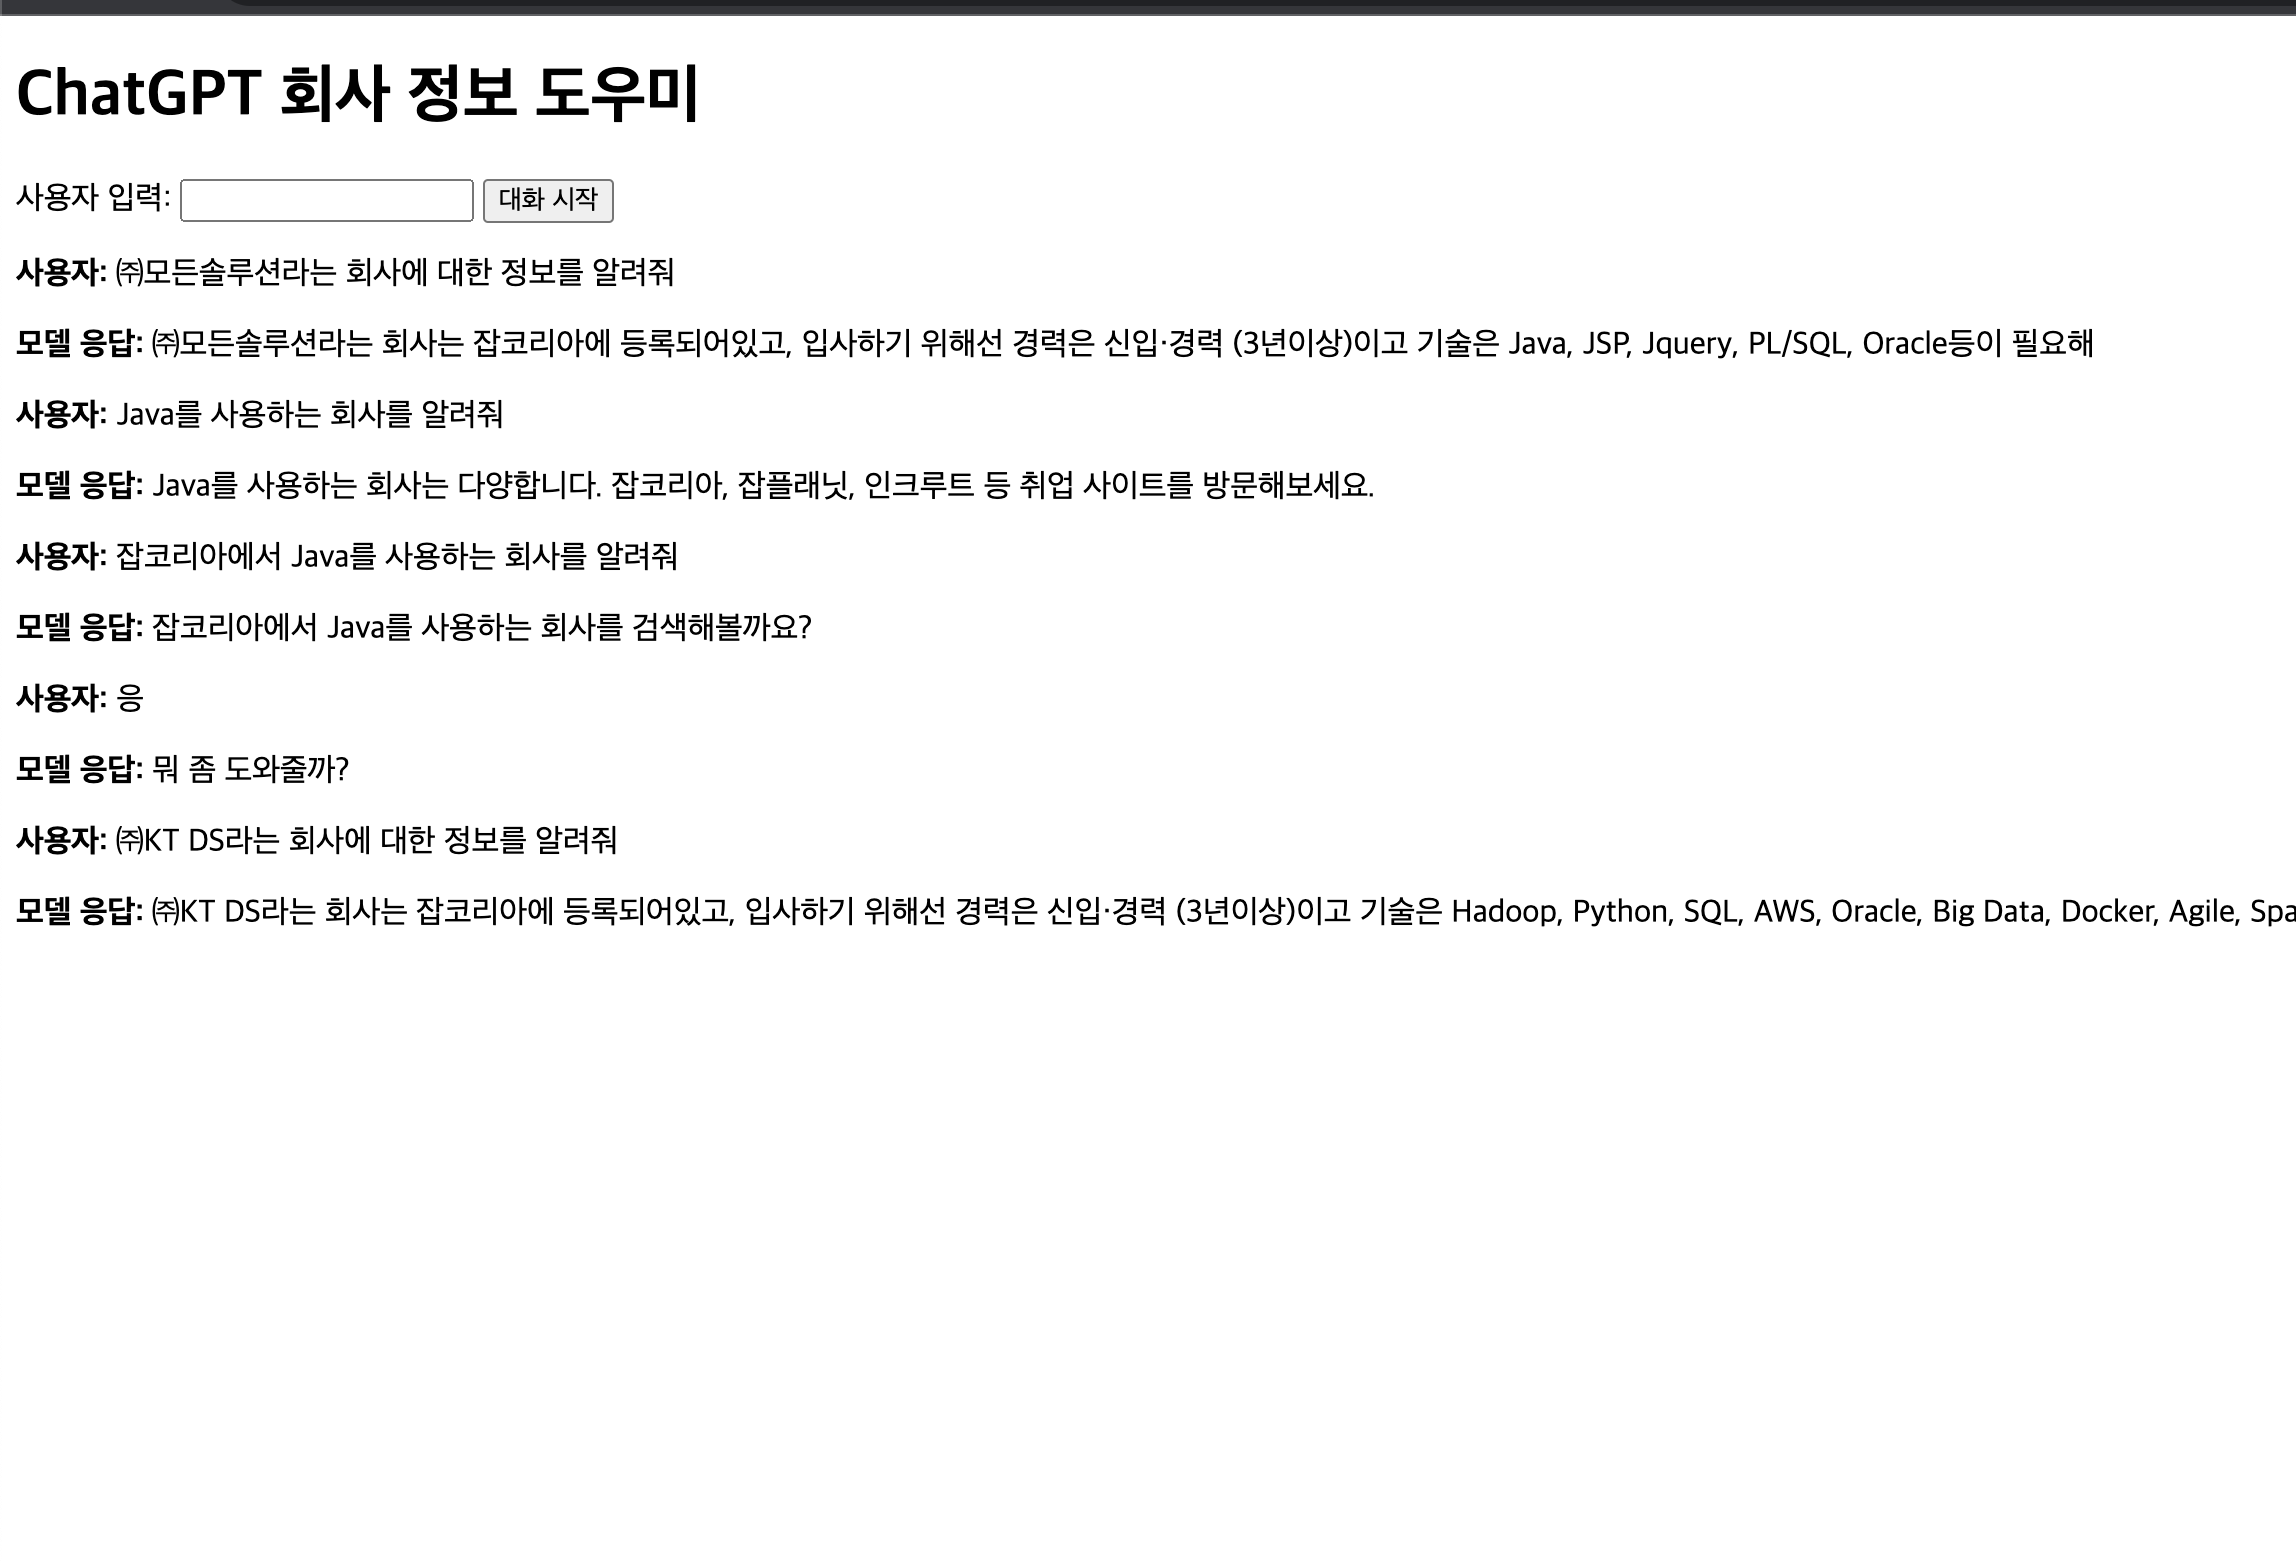 ChatGPT 회사 정보 도우미
사용자 입력: 대화 시작
사용자: ㈜모든솔루션라는 회사에 대한 정보를 알려줘
모델 응답: ㈜모든솔루션라는 회사는 잡코리아에 등록되어있고, 입사하기 위해선 경력은 신입·경력 (3년이상)이고 기술은 Java, JSP, Jquery, PL/SQL, Oracle등이 필요해
사용자: Java를 사용하는 회사를 알려줘
모델 응답: Java를 사용하는 회사는 다양합니다. 잡코리아, 잡플래닛, 인크루트 등 취업 사이트를 방문해보세요.
사용자: 잡코리아에서 Java를 사용하는 회사를 알려줘
모델 응답: 잡코리아에서 Java를 사용하는 회사를 검색해볼까요?
사용자: 응
모델 응답: 뭐 좀 도와줄까?
사용자: ㈜KT DS라는 회사에 대한 정보를 알려줘
모델 응답: ㈜KT DS라는 회사는 잡코리아에 등록되어있고, 입사하기 위해선 경력은 신입·경력 (3년이상)이고 기술은 Hadoop, Python, SQL, AWS, Oracle, Big Data, Docker, Agile,